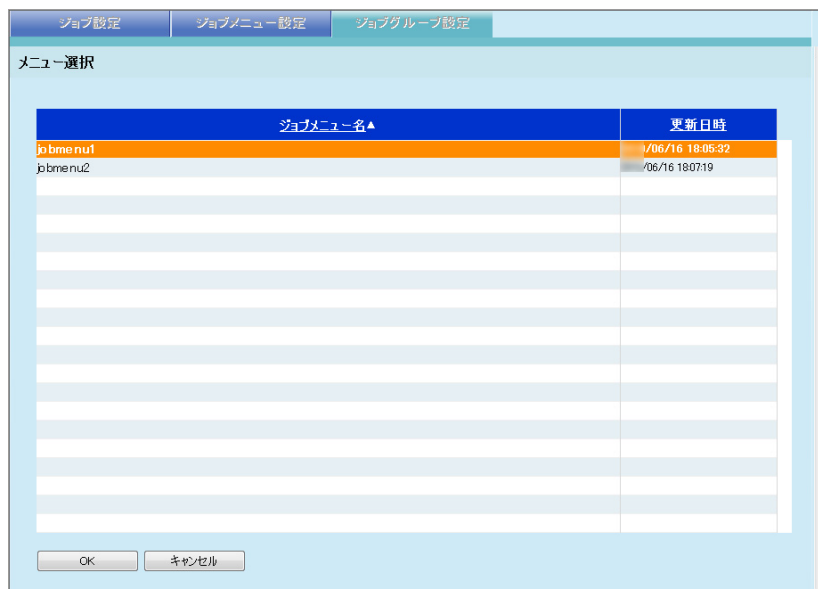 ジョブ設定 ジョブメニュー設定 ジョブグループ設定
メニュー選択
ジョブメニュー名▲ 更新日時
jobmenu1 /06/16 18:05:32
jobmenu2 /06/16 18:07:19
OK キャンセル